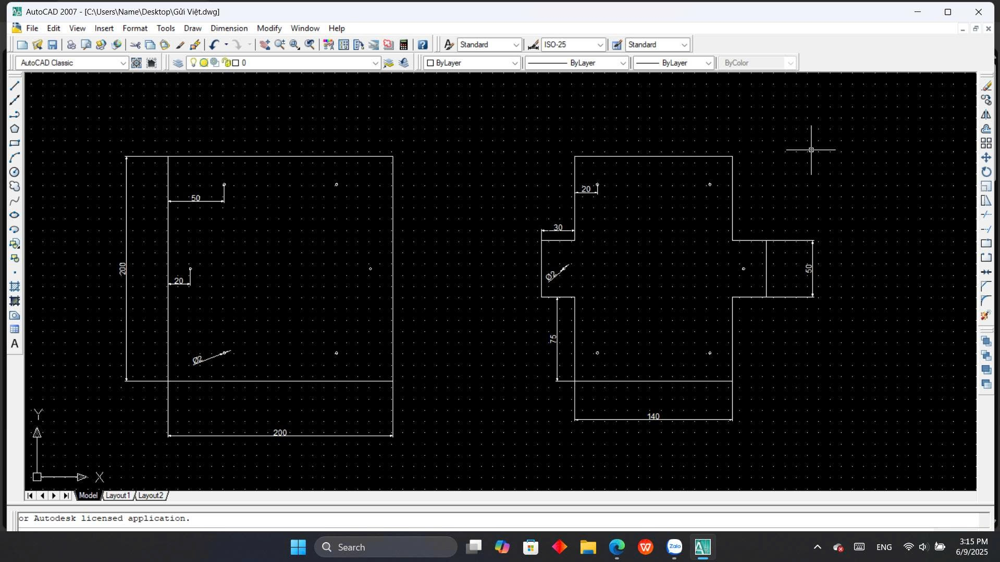 AutoCAD 2007 - [C:\Users\Name\Desktop\Gửi Việt.dwg]
File Edit View Insert Format Tools Draw Dimension Modify Window Help
Standard ISO-25 Standard
AutoCAD Classic 0 ByLayer ByLayer ByLayer ByColor
A
50
20
30
200
20
Ø2
Ø2
50
75
Ø2
140
200
Y
X
Model Layout1 Layout2
or Autodesk licensed application.
Search
Zalo
ENG
3:15 PM
6/9/2025